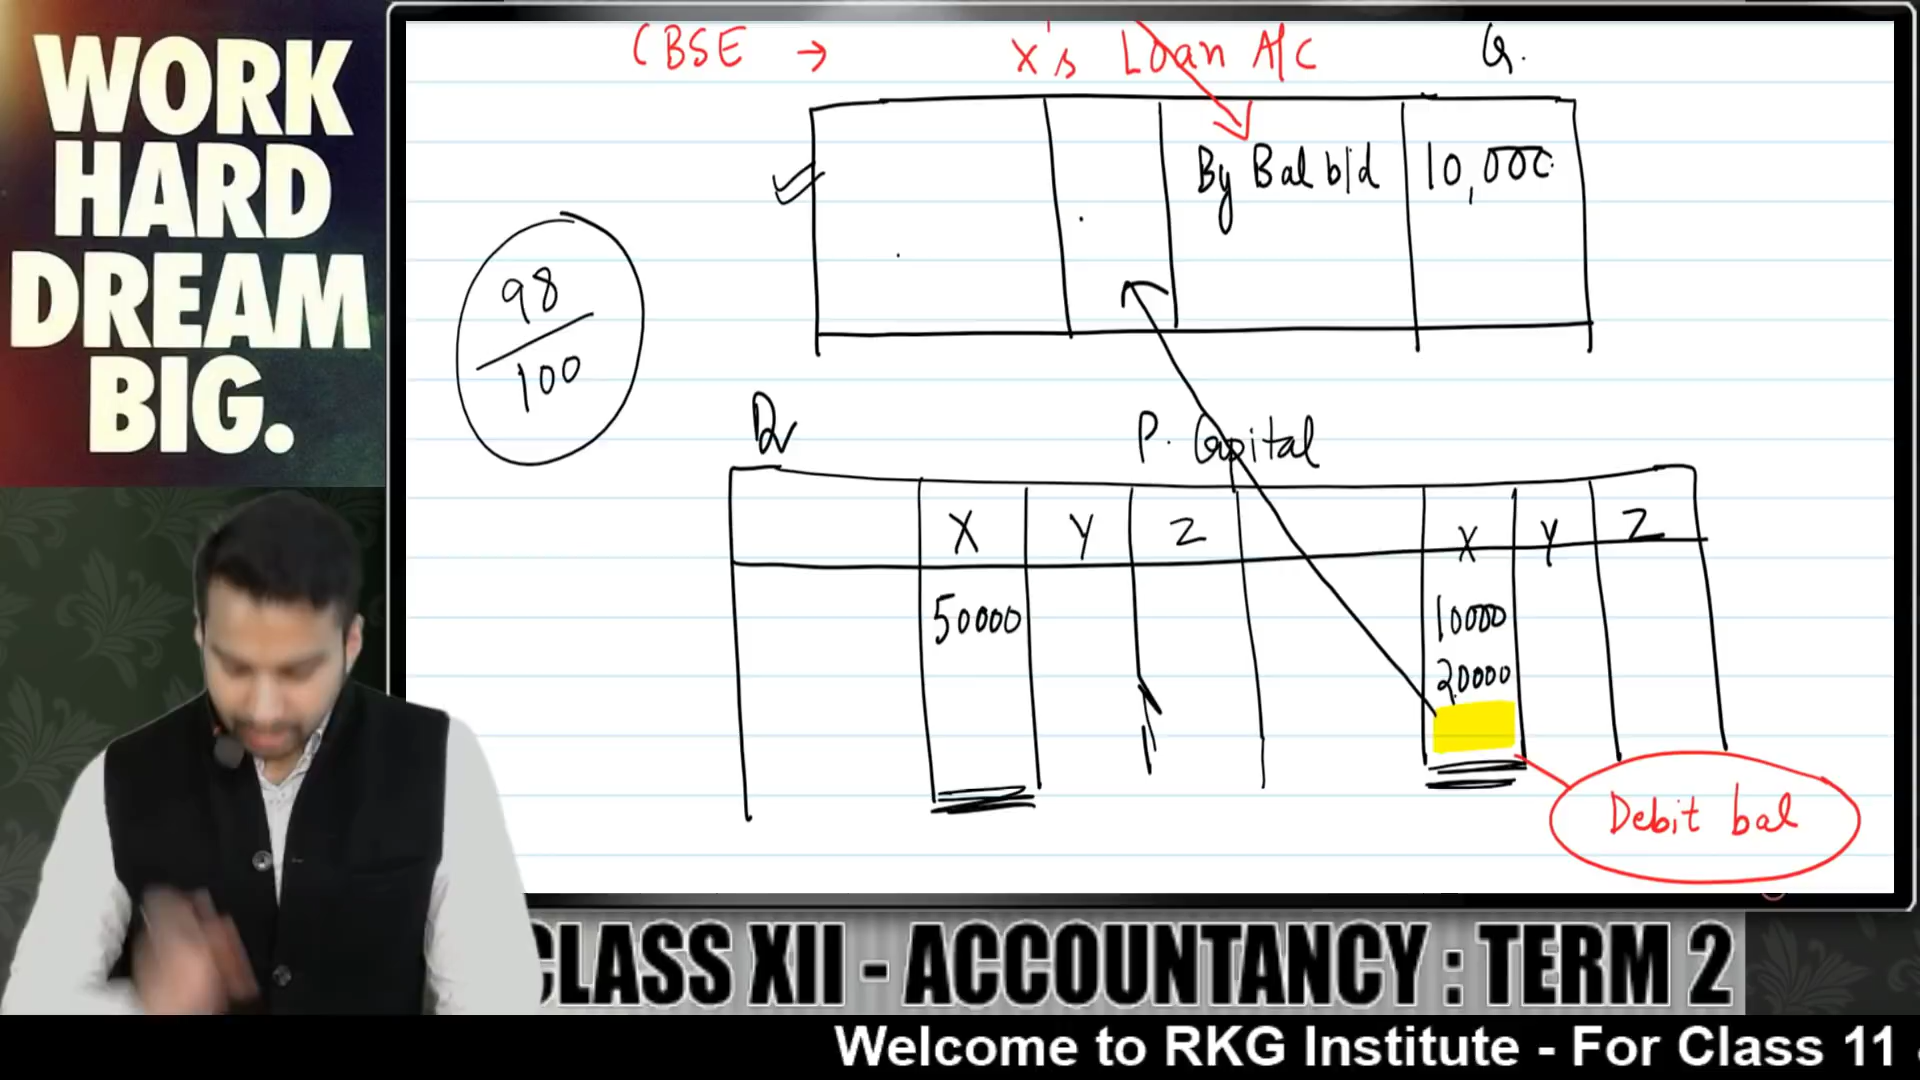 WORK
HARD
DREAM
BIG.
CBSE → X's Loan A/C Cr.
By Bal b/d 10,000
98
100
Dr P. Capital
X Y Z X Y Z
50000 10000
20000
Debit bal
CLASS XII - ACCOUNTANCY : TERM 2
Welcome to RKG Institute - For Class 11